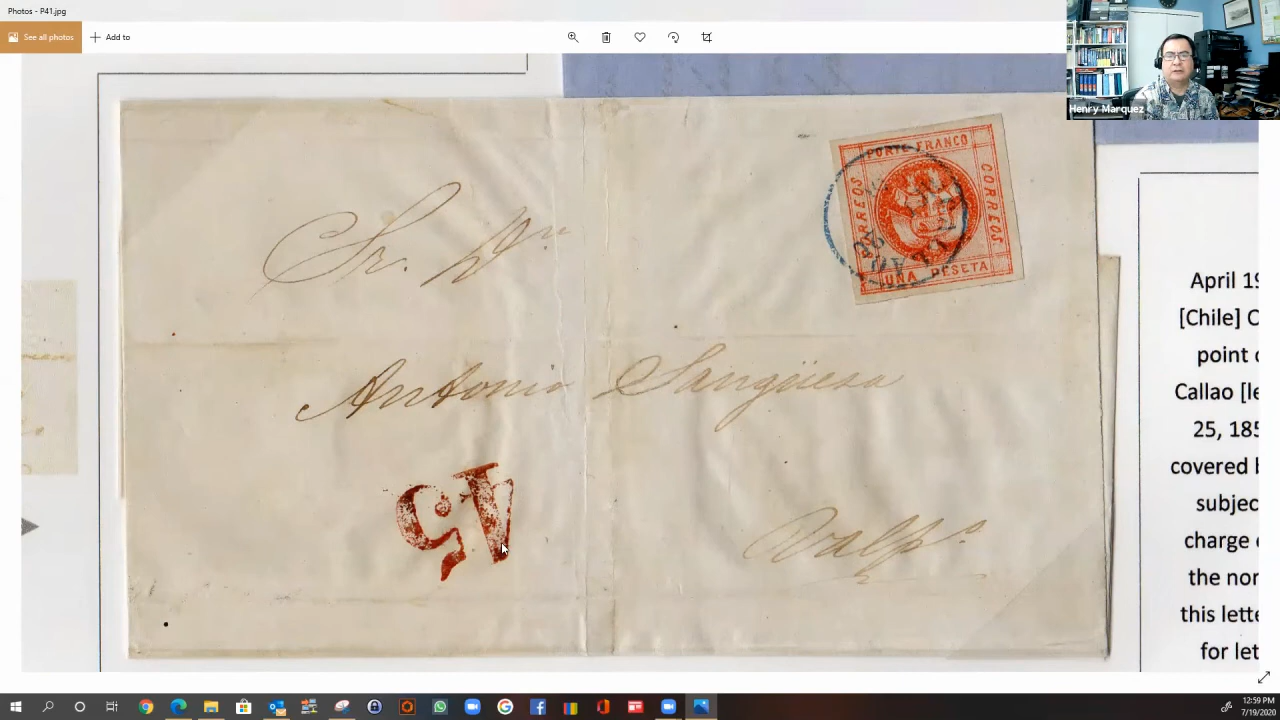 Photos - P41.jpg
See all photos
Add to
Henry Marquez
PORTE FRANCO
CORREOS
CORREOS
UNA PESETA
Sr. Dn
Antonio Sangüesa
Valpo
15
April 19
[Chile] C
point o
Callao [le
25, 185
covered b
subjec
charge o
the nor
this lette
for let
12:59 PM
7/19/2020